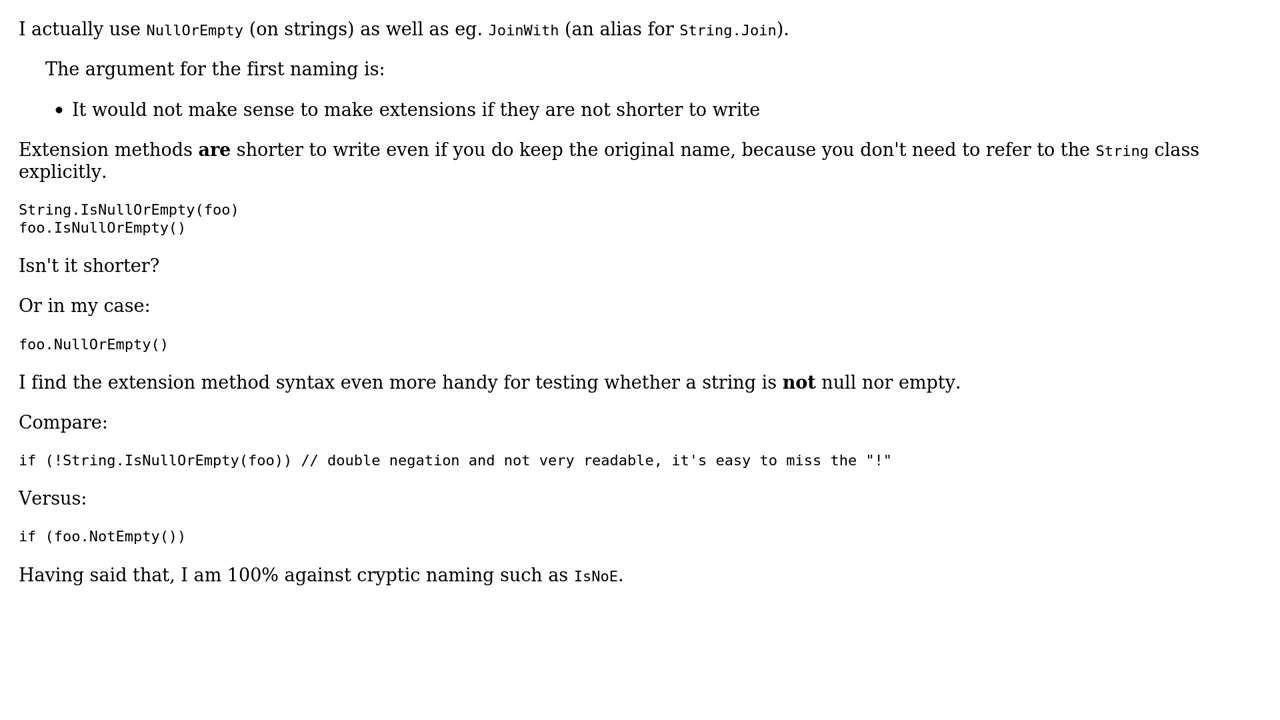 I actually use NullOrEmpty (on strings) as well as eg. JoinWith (an alias for String.Join).
The argument for the first naming is:
• It would not make sense to make extensions if they are not shorter to write
Extension methods are shorter to write even if you do keep the original name, because you don't need to refer to the String class
explicitly.
String.IsNullOrEmpty(foo)
foo.IsNullOrEmpty()
Isn't it shorter?
Or in my case:
foo.NullOrEmpty()
I find the extension method syntax even more handy for testing whether a string is not null nor empty.
Compare:
if (!String.IsNullOrEmpty(foo)) // double negation and not very readable, it's easy to miss the "!"
Versus:
if (foo.NotEmpty())
Having said that, I am 100% against cryptic naming such as IsNoE.